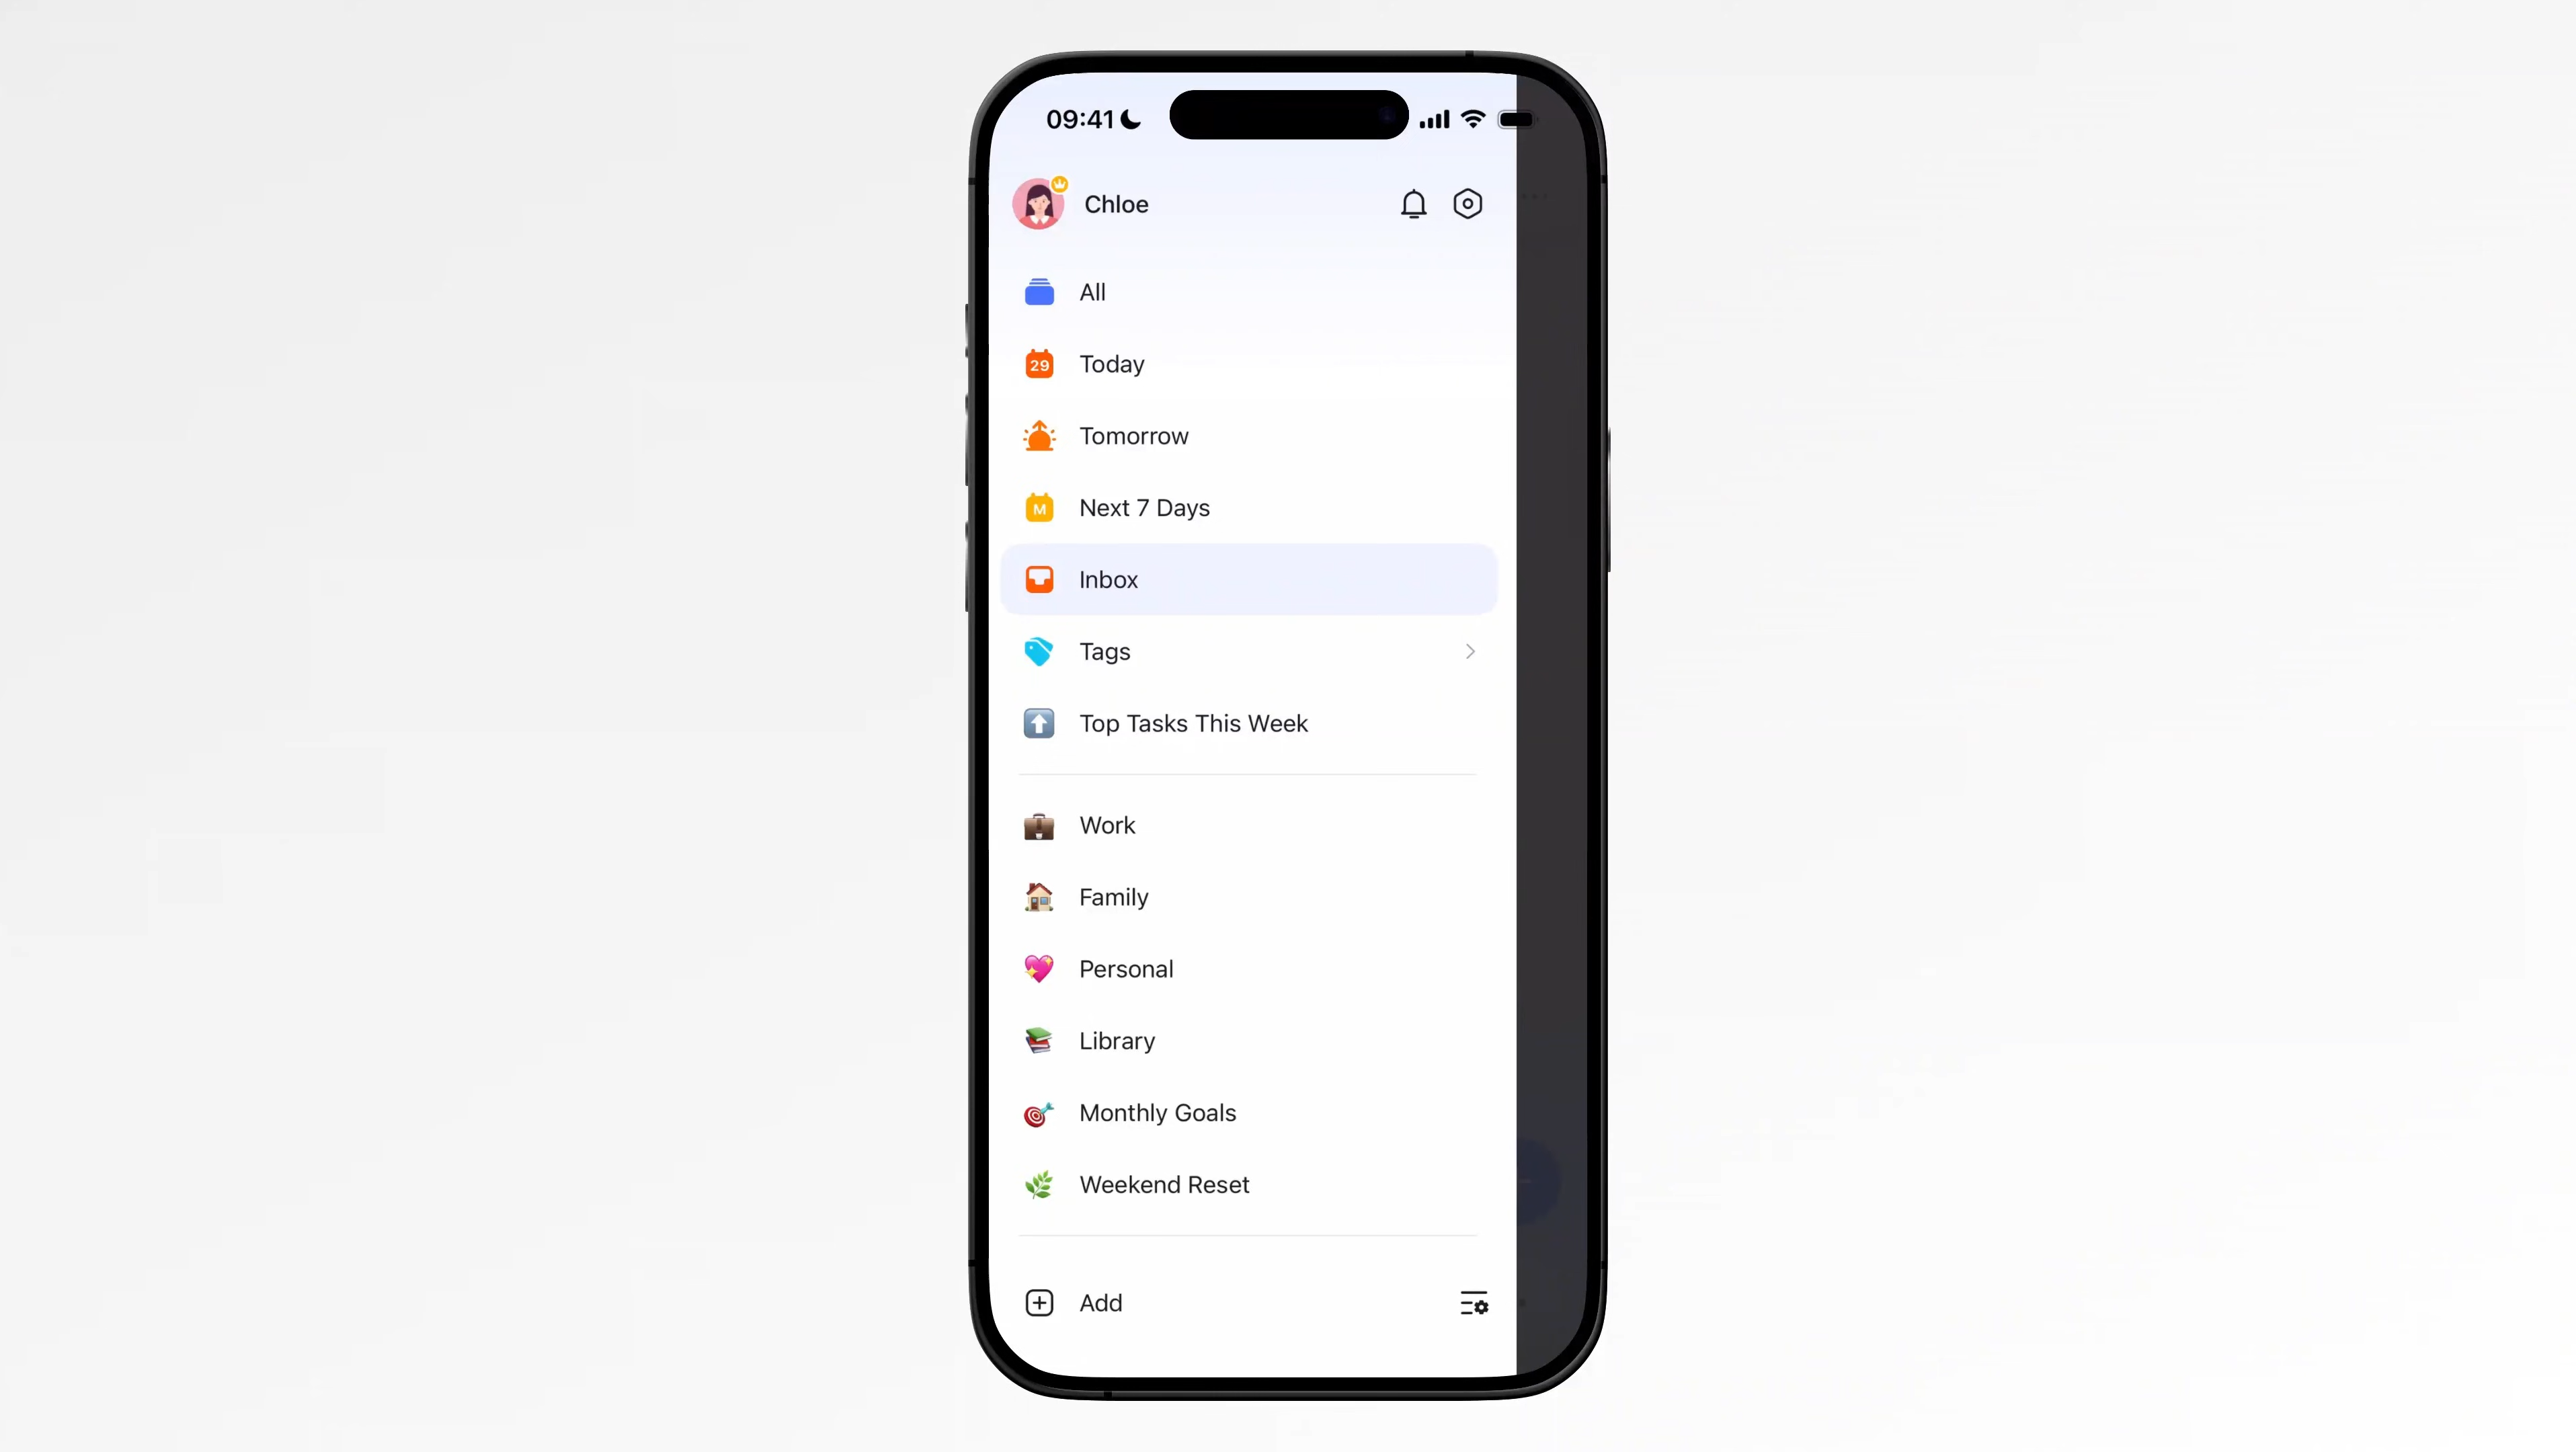 09:41
Chloe
All
29
Today
Tomorrow
M
Next 7 Days
Inbox
Tags
Top Tasks This Week
Work
Family
Personal
Library
Monthly Goals
Weekend Reset
Add